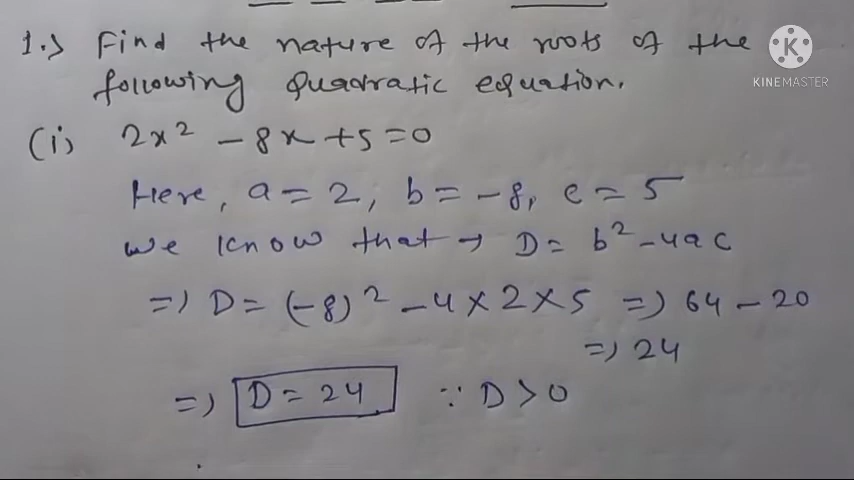 1.> Find the nature of the roots of the
following quadratic equation.
(i) 2x² - 8x + 5 = 0
Here, a = 2, b = -8, c = 5
We know that → D = b² - 4ac
=> D = (-8)² - 4 × 2 × 5 => 64 - 20
=> 24
=> D = 24 ∵ D > 0
K
KINEMASTER